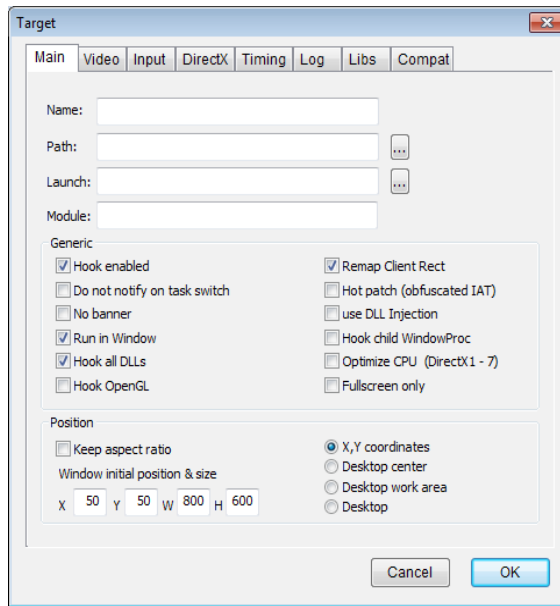 Target
Main Video Input DirectX Timing Log Libs Compat
Name:
Path:
...
Launch:
...
Module:
Generic
Hook enabled Remap Client Rect
Do not notify on task switch Hot patch (obfuscated IAT)
No banner use DLL Injection
Run in Window Hook child WindowProc
Hook all DLLs Optimize CPU (DirectX1 - 7)
Hook OpenGL Fullscreen only
Position
Keep aspect ratio X,Y coordinates
Window initial position & size Desktop center
Desktop work area
X 50 Y 50 W 800 H 600 Desktop
Cancel OK